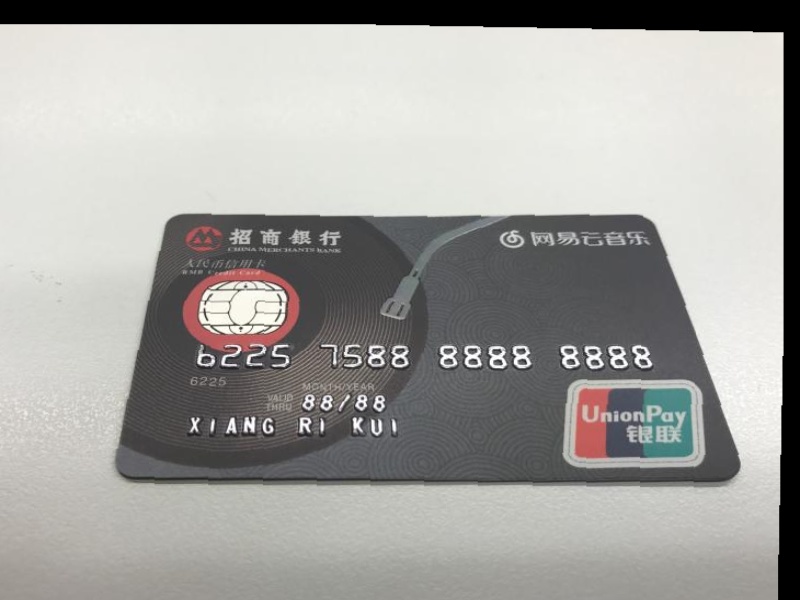 招商銀行
CHINA MERCHANTS BANK
网易云音乐
人民币信用卡
RMB Credit Card
6225 7588 8888 8888
6225
MONTH/YEAR
VALID THRU 88/88
XIANG RI KUI
UnionPay
银联